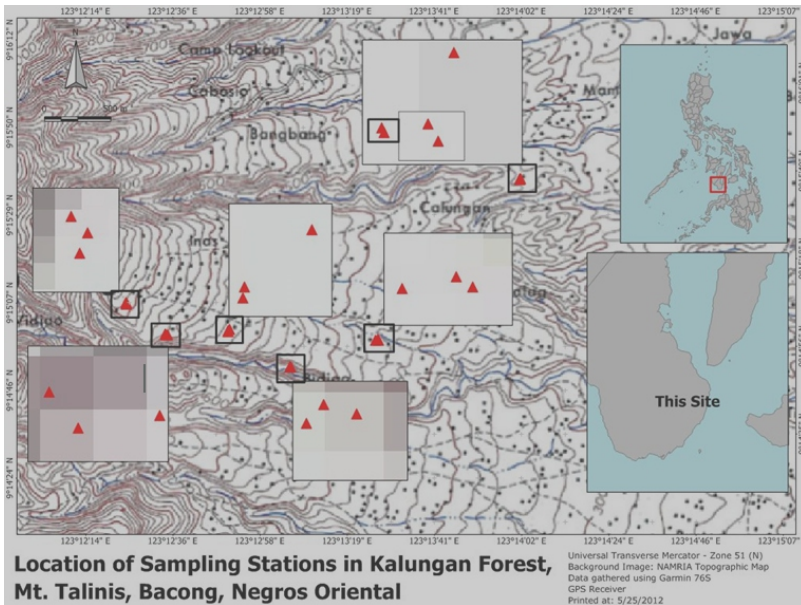 123°12'14" E 123°12'36" E 123°12'58" E 123°13'19" E 123°13'41" E 123°14'02" E 123°14'24" E 123°14'46" E 123°15'07" E
9°16'12" N
9°15'50" N
9°15'29" N
9°15'07" N
9°14'46" N
9°14'24" N
Camp Lookout
Jawa
N
0
Bangbang
Calungan
This Site
123°12'14" E 123°12'36" E 123°12'58" E 123°13'19" E 123°13'41" E 123°14'02" E 123°14'24" E 123°14'46" E 123°15'07" E
Location of Sampling Stations in Kalungan Forest,
Mt. Talinis, Bacong, Negros Oriental
Universal Transverse Mercator - Zone 51 (N)
Background Image: NAMRIA Topographic Map
Data gathered using Garmin 76S
GPS Receiver
Printed at: 5/25/2012